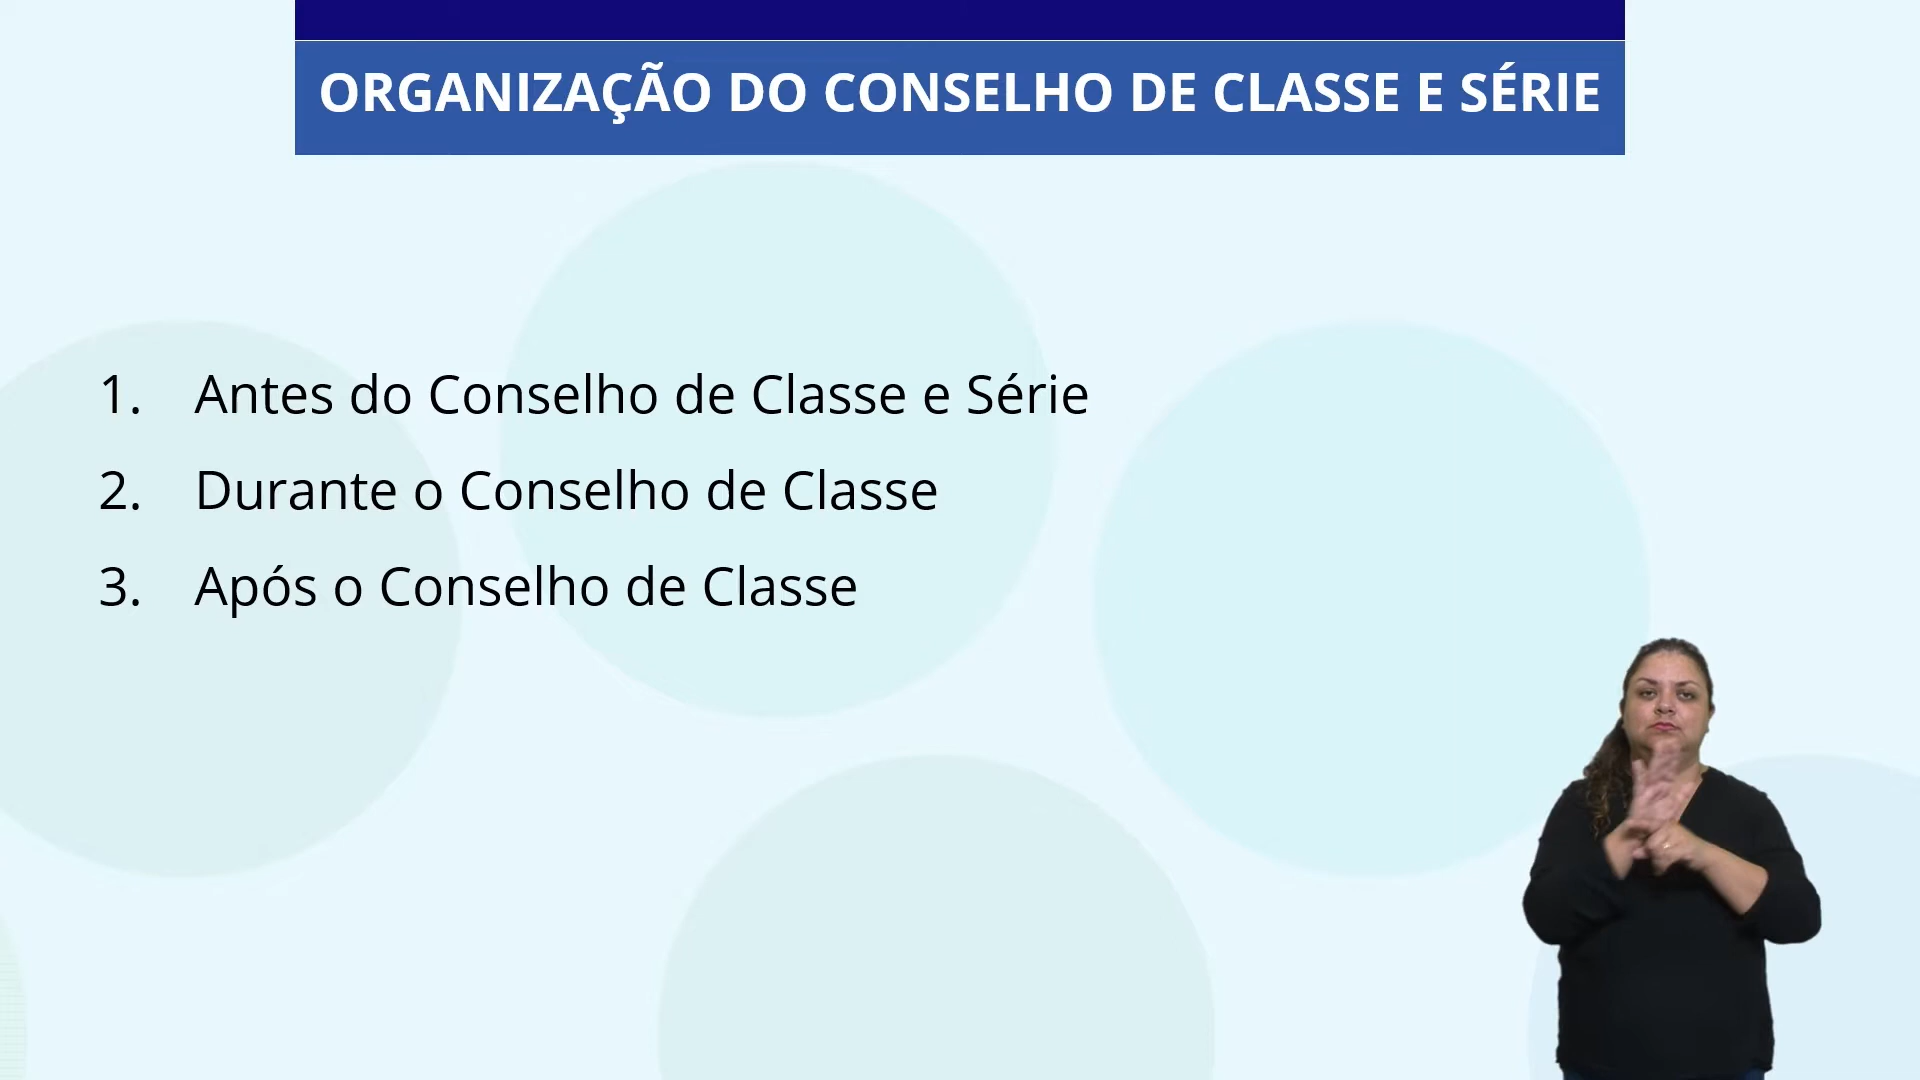 ORGANIZAÇÃO DO CONSELHO DE CLASSE E SÉRIE
1. Antes do Conselho de Classe e Série
2. Durante o Conselho de Classe
3. Após o Conselho de Classe